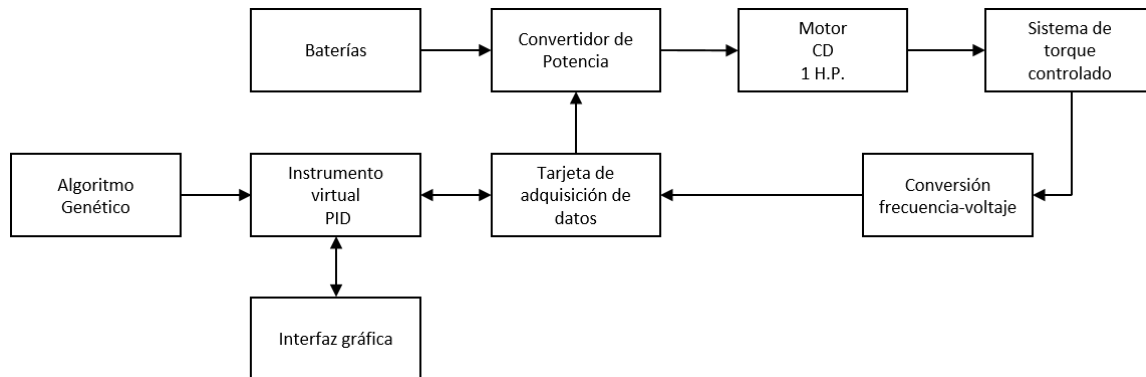 Baterías
Convertidor de
Potencia
Motor
CD
1 H.P.
Sistema de
torque
controlado
Algoritmo
Genético
Instrumento
virtual
PID
Tarjeta de
adquisición de
datos
Conversión
frecuencia-voltaje
Interfaz gráfica